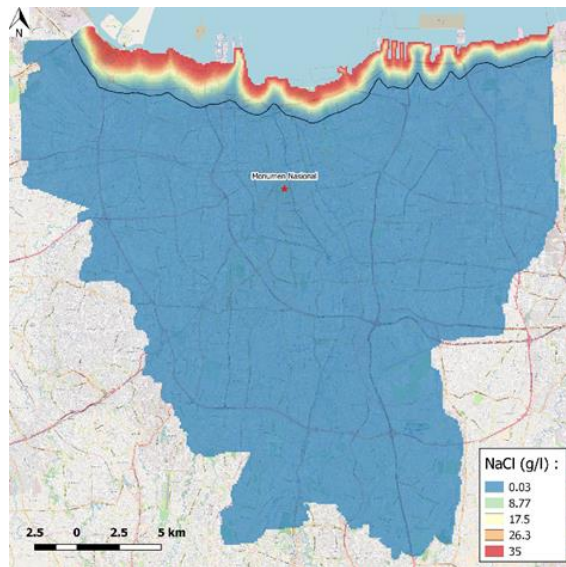 N
Monumen Nasional
NaCl (g/l) :
0.03
8.77
17.5
26.3
35
2.5 0 2.5 5 km